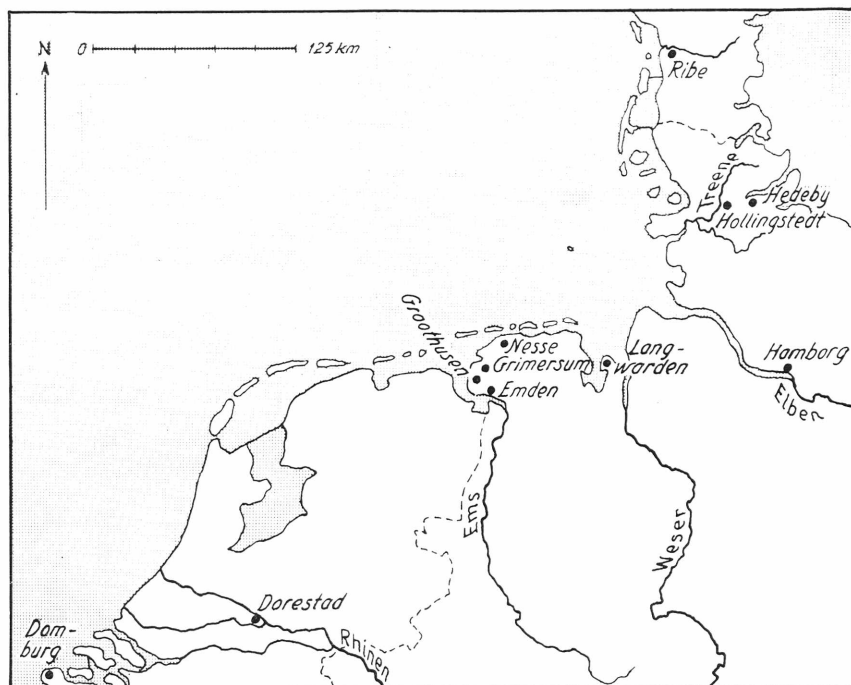 N
0 125 km
Ribe
Treene
Hedeby
Hollingstedt
Groothusen
Nesse
Grimersum
Emden
Lang-
warden
Hamborg
Elben
Ems
Weser
Dorestad
Dom-
burg
Rhinen